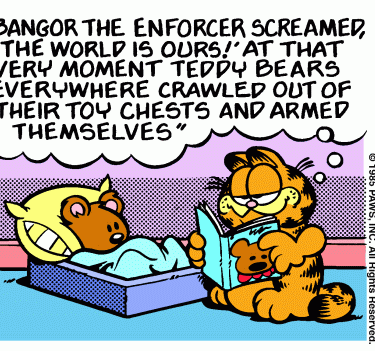 BANGOR THE ENFORCER SCREAMED,
THE WORLD IS OURS!' AT THAT
VERY MOMENT TEDDY BEARS
EVERYWHERE CRAWLED OUT OF
THEIR TOY CHESTS AND ARMED
THEMSELVES"
©1985 PAWS, INC. All Rights Reserved.